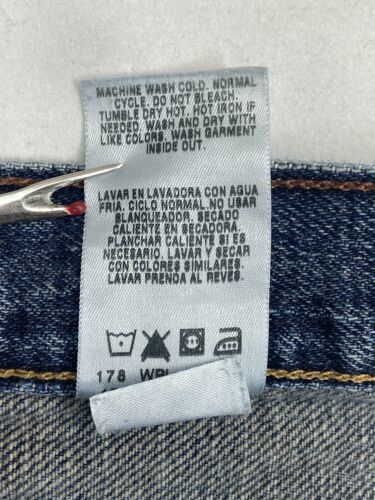 MACHINE WASH COLD. NORMAL
CYCLE. DO NOT BLEACH.
TUMBLE DRY HOT. HOT IRON IF
NEEDED. WASH AND DRY WITH
LIKE COLORS. WASH GARMENT
INSIDE OUT.
LAVAR EN LAVADORA CON AGUA
FRIA. CICLO NORMAL. NO USAR
BLANQUEADOR. SECADO
CALIENTE EN SECADORA.
PLANCHAR CALIENTE SI ES
NECESARIO. LAVAR Y SECAR
CON COLORES SIMILARES.
LAVAR PRENDA AL REVES.
178